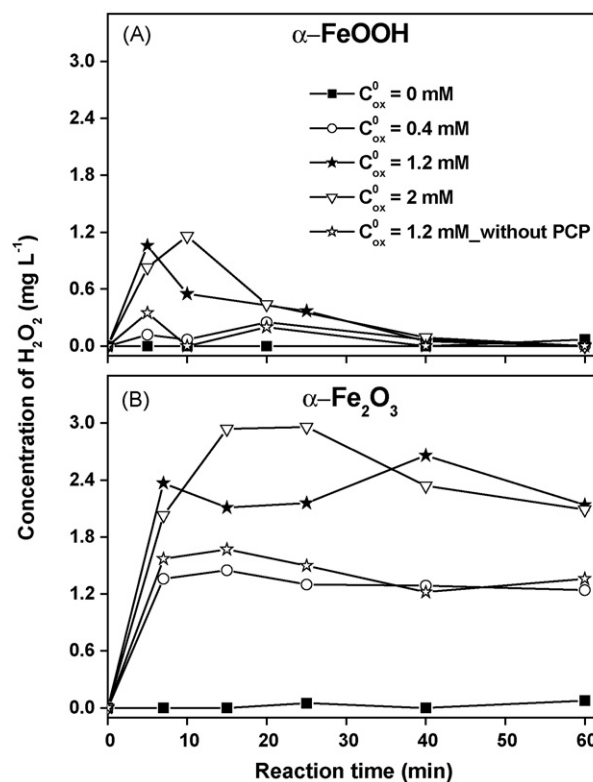 (A) α–FeOOH
3.0
2.4
1.8
1.2
0.6
0.0
C⁰ox = 0 mM
C⁰ox = 0.4 mM
C⁰ox = 1.2 mM
C⁰ox = 2 mM
C⁰ox = 1.2 mM_without PCP
Concentration of H₂O₂ (mg L⁻¹)
(B) α–Fe₂O₃
3.0
2.4
1.8
1.2
0.6
0.0
0 10 20 30 40 50 60
Reaction time (min)